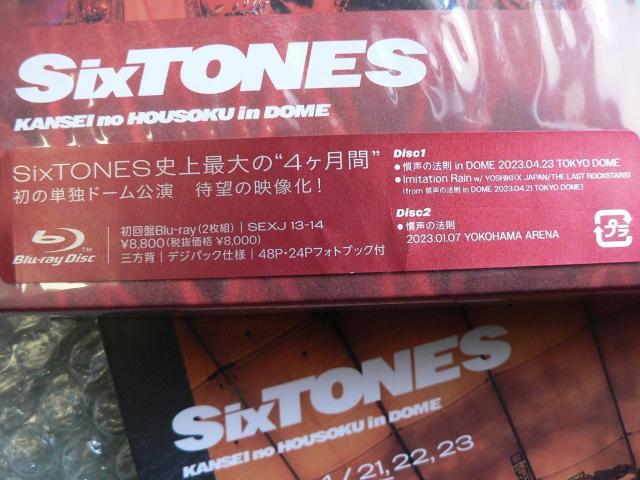 SixTONES
KANSEI no HOUSOKU in DOME
SixTONES史上最大の“4ヶ月間”
初の単独ドーム公演 待望の映像化!
Blu-ray Disc™
初回盤Blu-ray(2枚組) | SEXJ 13-14
¥8,800(税抜価格 ¥8,000)
三方背 | デジパック仕様 | 48P・24Pフォトブック付
Disc1
● 慣声の法則 in DOME 2023.04.23 TOKYO DOME
● Imitation Rain w/ YOSHIKI(X JAPAN/THE LAST ROCKSTARS)
(from 慣声の法則 in DOME 2023.04.21 TOKYO DOME)
Disc2
● 慣声の法則
2023.01.07 YOKOHAMA ARENA
プラ
SixTONES
KANSEI no HOUSOKU in DOME
/ 21, 22, 23